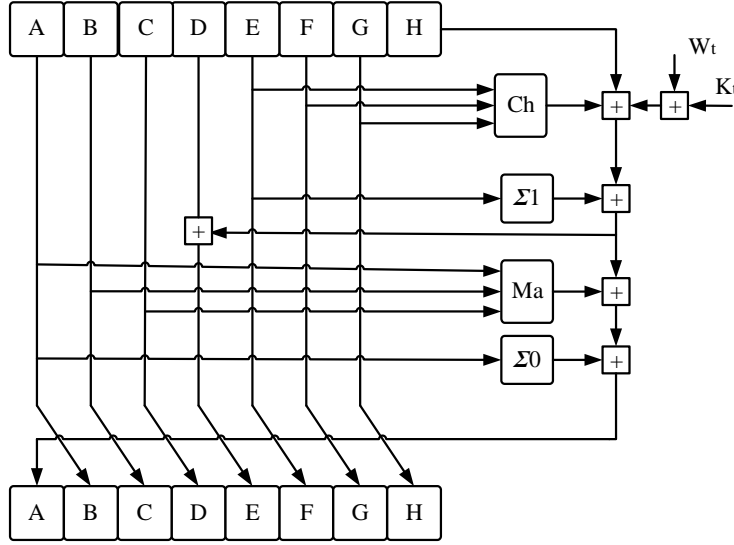 A B C D E F G H
Wt
Ch + + Kt
Σ1 +
+
Ma +
Σ0 +
A B C D E F G H